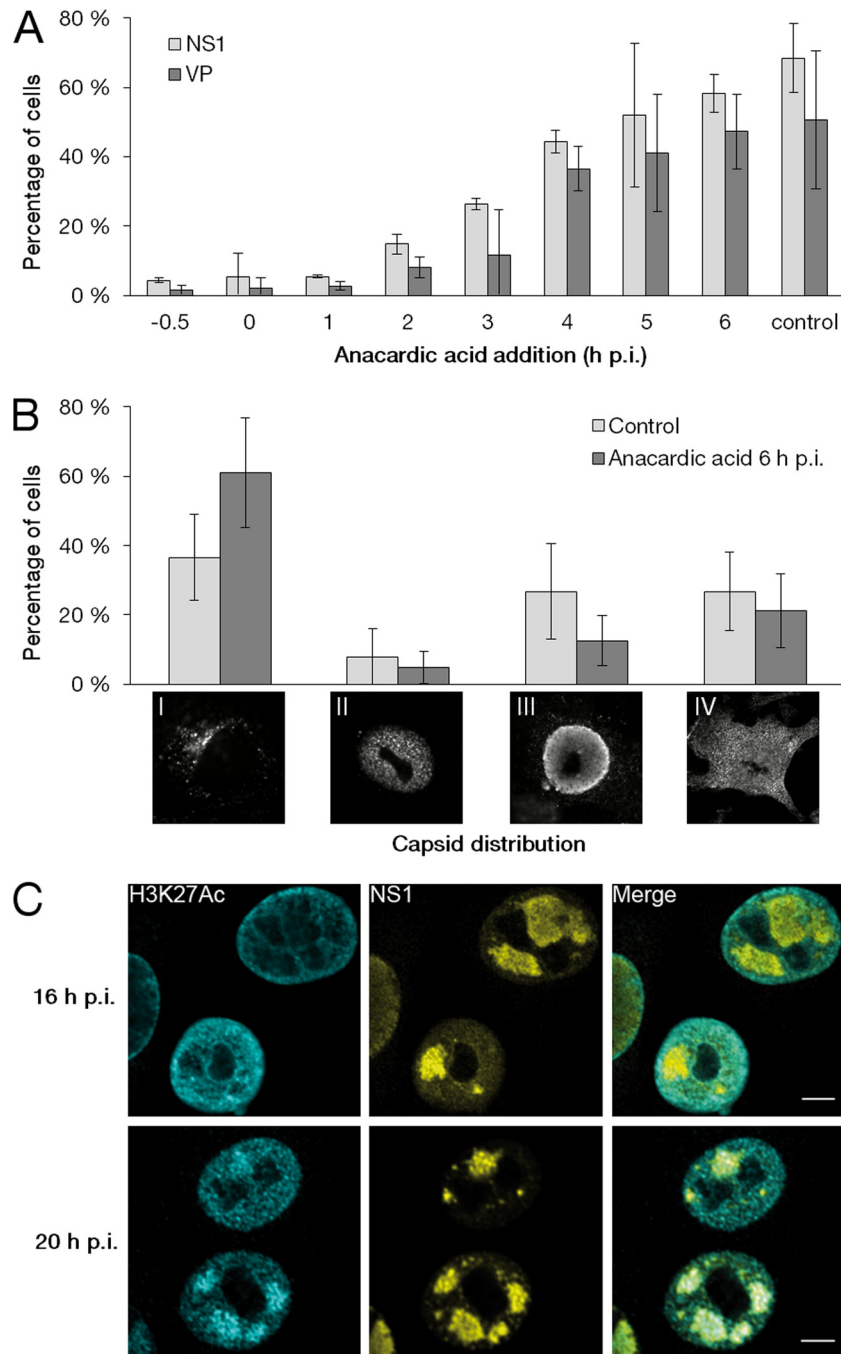 A
NS1
VP
Percentage of cells
80 %
60 %
40 %
20 %
0 %
-0.5 0 1 2 3 4 5 6 control
Anacardic acid addition (h p.i.)
B
Control
Anacardic acid 6 h p.i.
Percentage of cells
80 %
60 %
40 %
20 %
0 %
I II III IV
Capsid distribution
C
H3K27Ac NS1 Merge
16 h p.i.
20 h p.i.